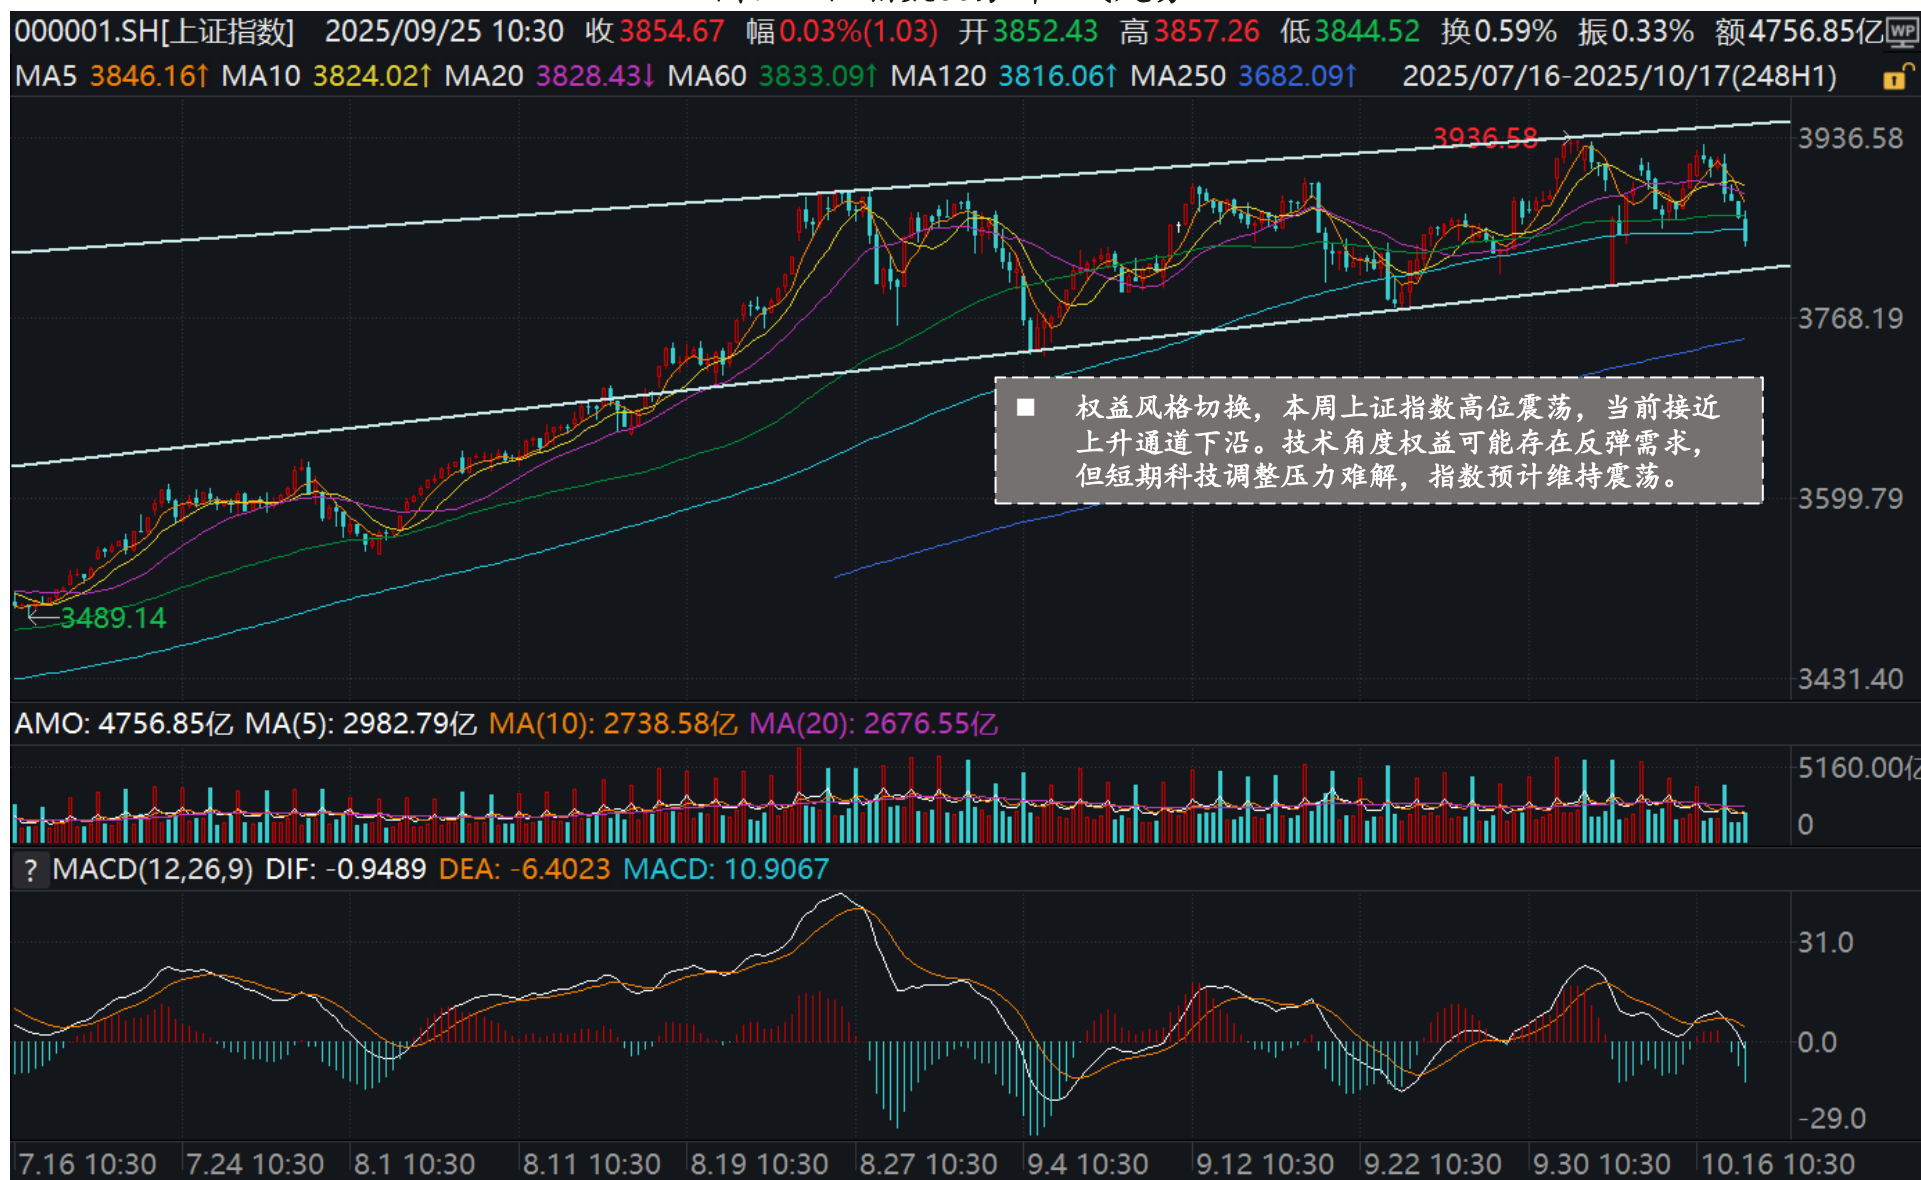 000001.SH[上证指数] 2025/09/25 10:30 收3854.67 幅0.03%(1.03) 开3852.43 高3857.26 低3844.52 换0.59% 振0.33% 额4756.85亿 WP
MA5 3846.16↑ MA10 3824.02↑ MA20 3828.43↓ MA60 3833.09↑ MA120 3816.06↑ MA250 3682.09↑ 2025/07/16-2025/10/17(248H1)
3936.58
3936.58
3768.19
■ 权益风格切换，本周上证指数高位震荡，当前接近
上升通道下沿。技术角度权益可能存在反弹需求，
但短期科技调整压力难解，指数预计维持震荡。
3599.79
3489.14
3431.40
AMO: 4756.85亿 MA(5): 2982.79亿 MA(10): 2738.58亿 MA(20): 2676.55亿
5160.00亿
0
? MACD(12,26,9) DIF: -0.9489 DEA: -6.4023 MACD: 10.9067
31.0
0.0
-29.0
7.16 10:30 7.24 10:30 8.1 10:30 8.11 10:30 8.19 10:30 8.27 10:30 9.4 10:30 9.12 10:30 9.22 10:30 9.30 10:30 10.16 10:30